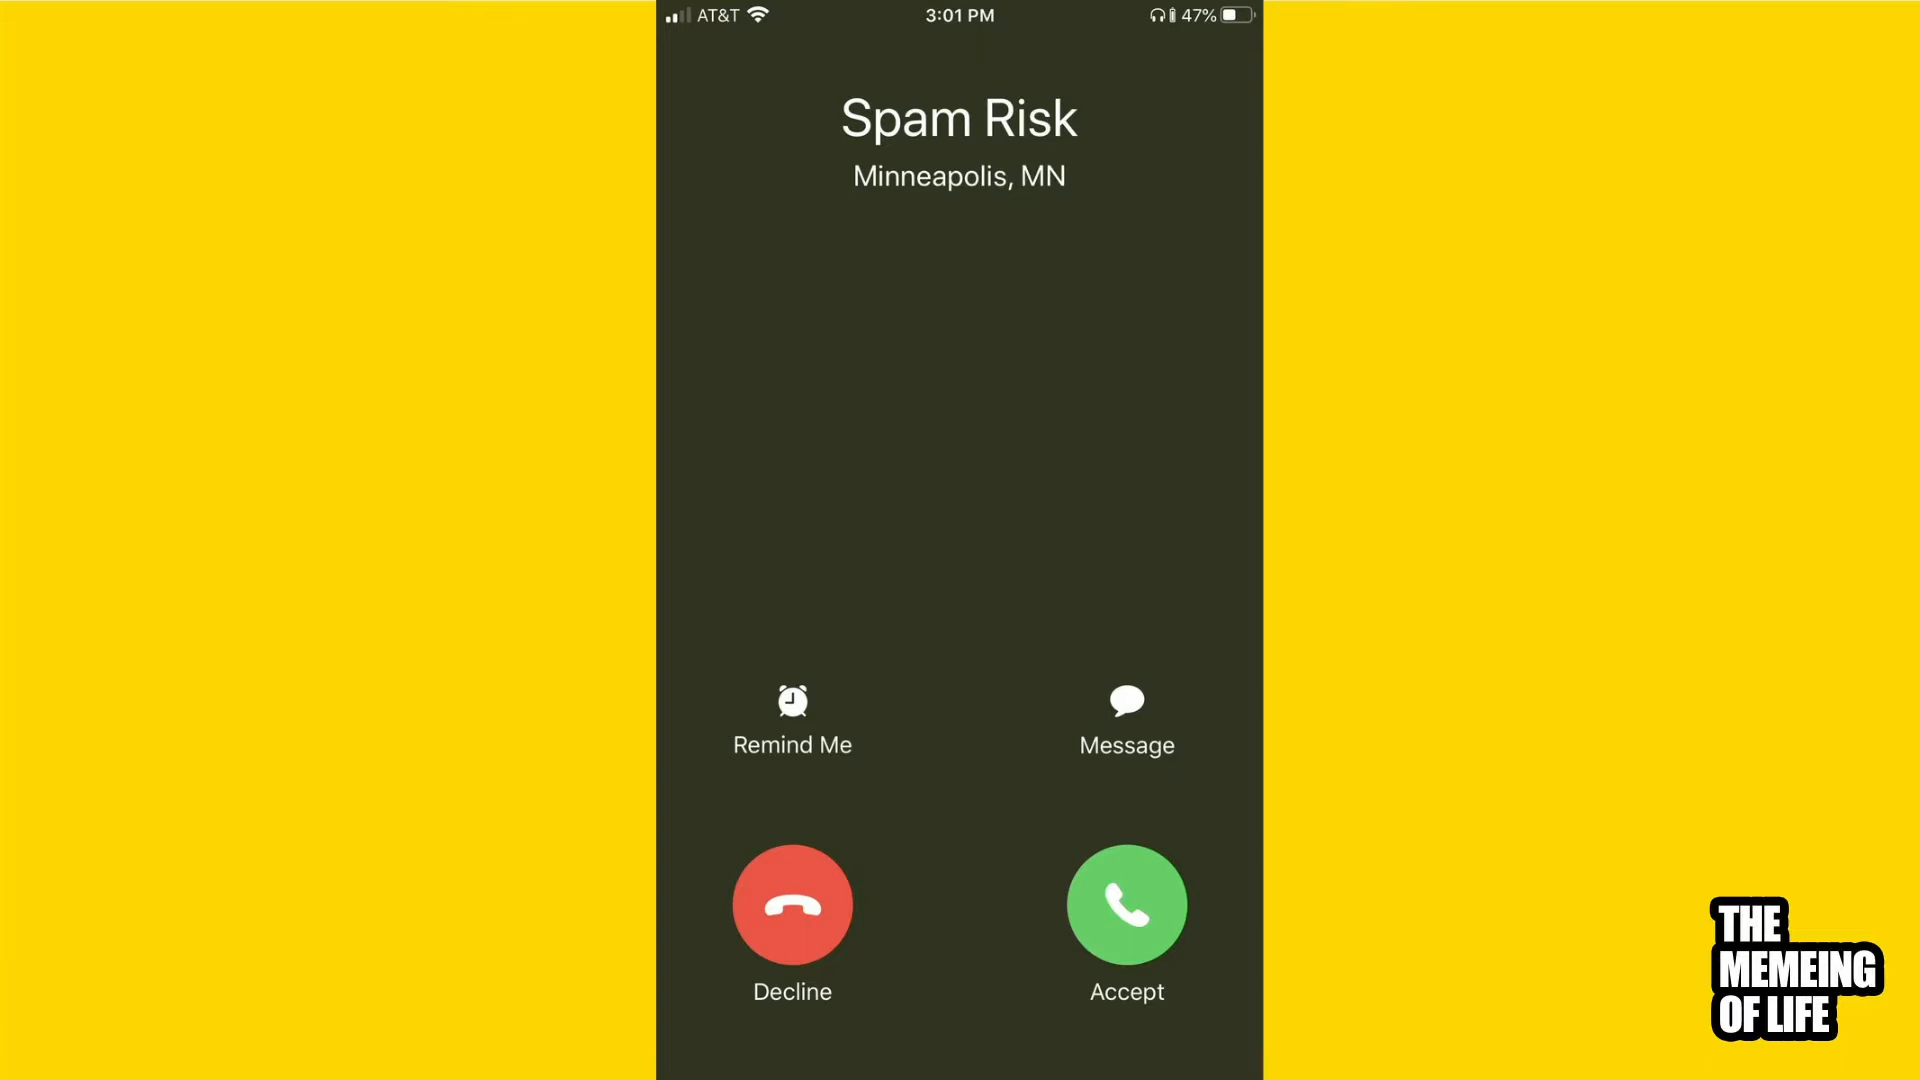 AT&T 3:01 PM 47%
Spam Risk
Minneapolis, MN
Remind Me Message
Decline Accept
THE
MEMEING
OF LIFE